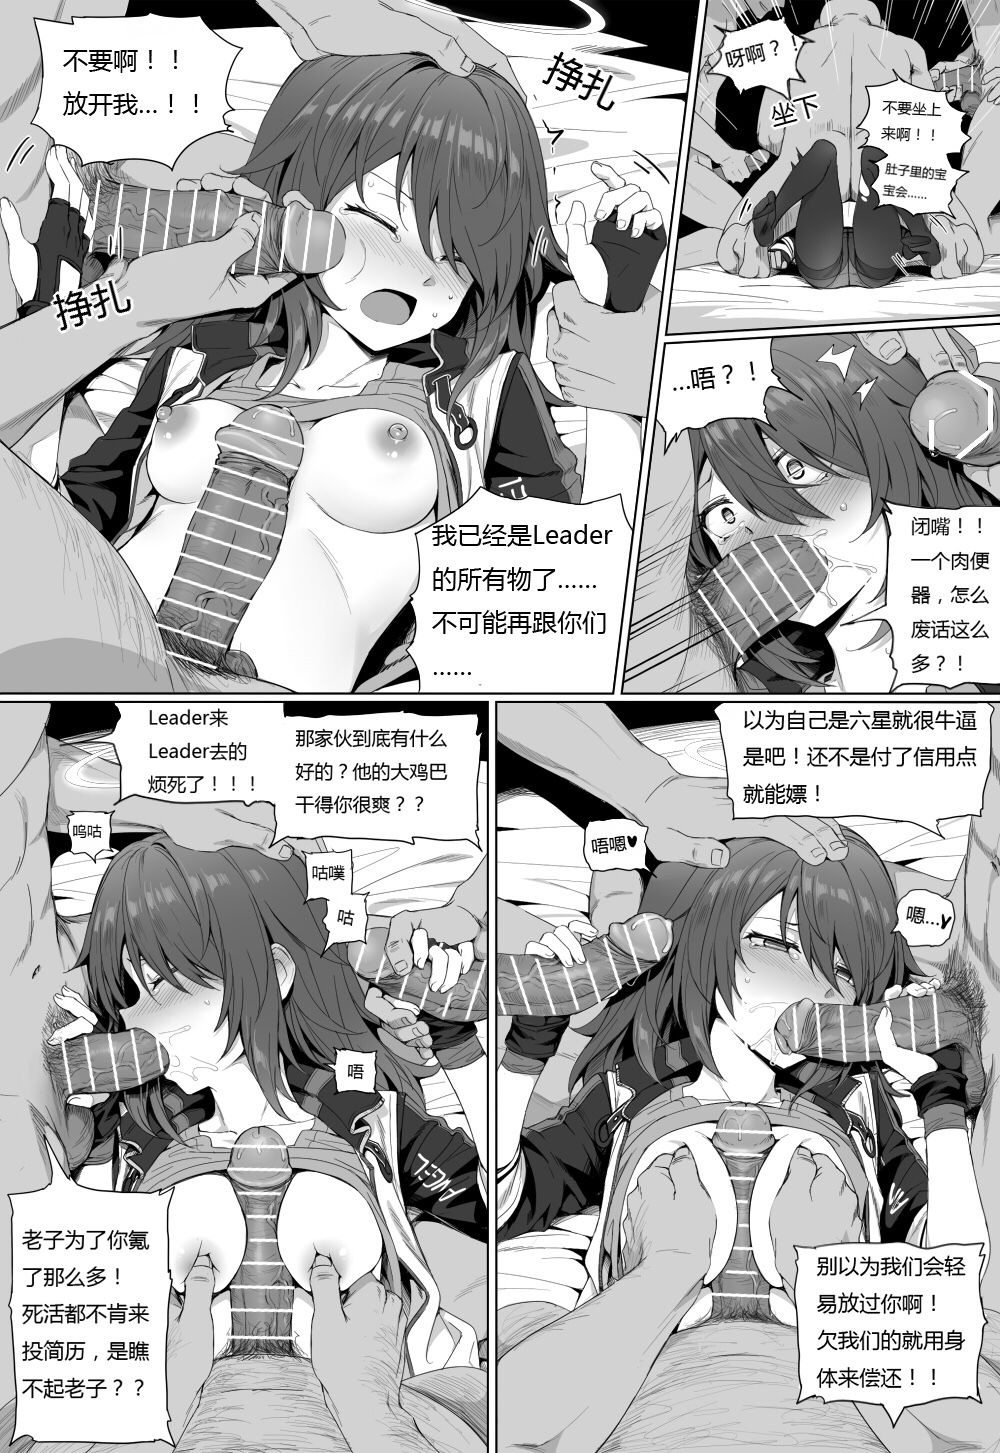 不要啊！！
放开我...！！
挣扎
挣扎
我已经是Leader
的所有物了......
不可能再跟你们
......
呀啊？！
坐下
不要坐上
来啊！！
肚子里的宝
宝会......
...唔？！
闭嘴！！
一个肉便
器，怎么
废话这么
多？！
Leader来
Leader去的
烦死了！！！
那家伙到底有什么
好的？他的大鸡巴
干得你很爽？？
呜咕
咕噗
咕
唔
老子为了你氪
了那么多！
死活都不肯来
投简历，是瞧
不起老子？？
以为自己是六星就很牛逼
是吧！还不是付了信用点
就能嫖！
唔嗯♥
嗯...♥
别以为我们会轻
易放过你啊！
欠我们的就用身
体来偿还！！